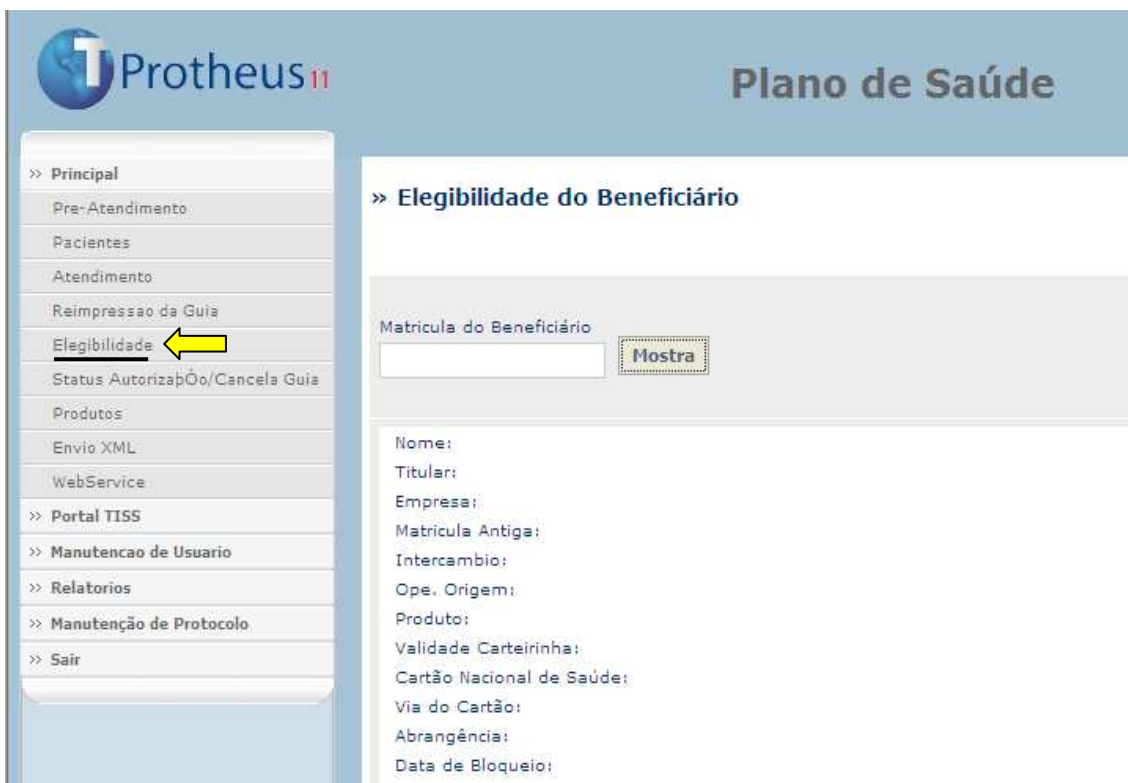 Protheus 11
Plano de Saúde
>> Principal
Pre-Atendimento
Pacientes
Atendimento
Reimpressao da Guia
Elegibilidade
Status AutorizaþÒo/Cancela Guia
Produtos
Envio XML
WebService
>> Portal TISS
>> Manutencao de Usuario
>> Relatorios
>> Manutenção de Protocolo
>> Sair
» Elegibilidade do Beneficiário
Matricula do Beneficiário
Mostra
Nome:
Titular:
Empresa:
Matricula Antiga:
Intercambio:
Ope. Origem:
Produto:
Validade Carteirinha:
Cartão Nacional de Saúde:
Via do Cartão:
Abrangência:
Data de Bloqueio: